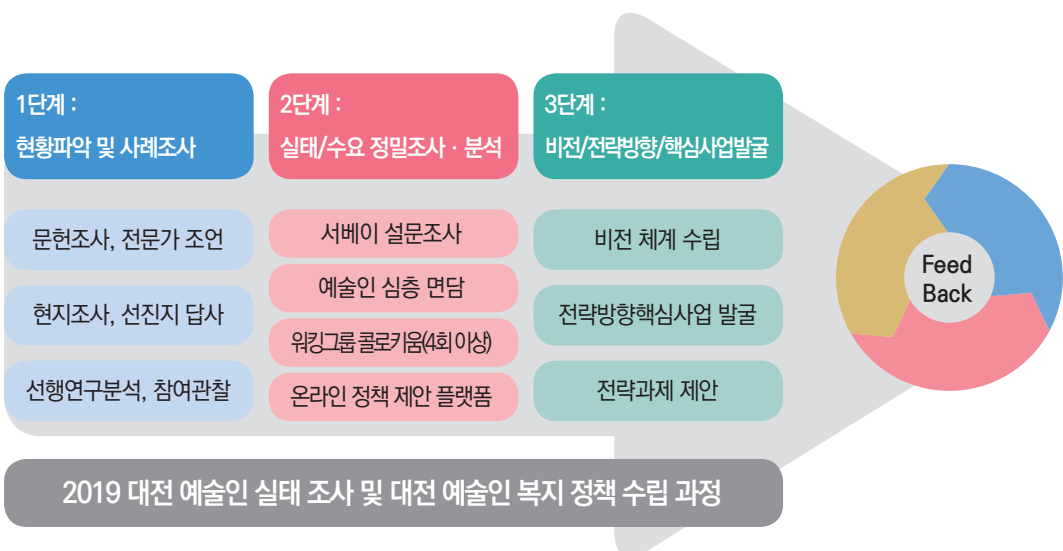 1단계 :
현황파악 및 사례조사
문헌조사, 전문가 조언
현지조사, 선진지 답사
선행연구분석, 참여관찰
2단계 :
실태/수요 정밀조사 · 분석
서베이 설문조사
예술인 심층 면담
워킹그룹 콜로키움(4회 이상)
온라인 정책 제안 플랫폼
3단계 :
비전/전략방향/핵심사업발굴
비전 체계 수립
전략방향핵심사업 발굴
전략과제 제안
Feed
Back
2019 대전 예술인 실태 조사 및 대전 예술인 복지 정책 수립 과정